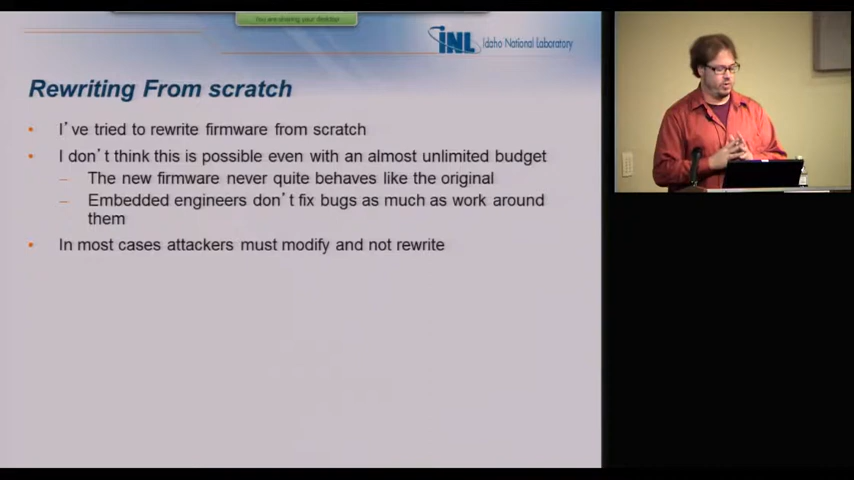 You are sharing your desktop
INL Idaho National Laboratory
Rewriting From scratch
• I've tried to rewrite firmware from scratch
• I don't think this is possible even with an almost unlimited budget
– The new firmware never quite behaves like the original
– Embedded engineers don't fix bugs as much as work around
them
• In most cases attackers must modify and not rewrite